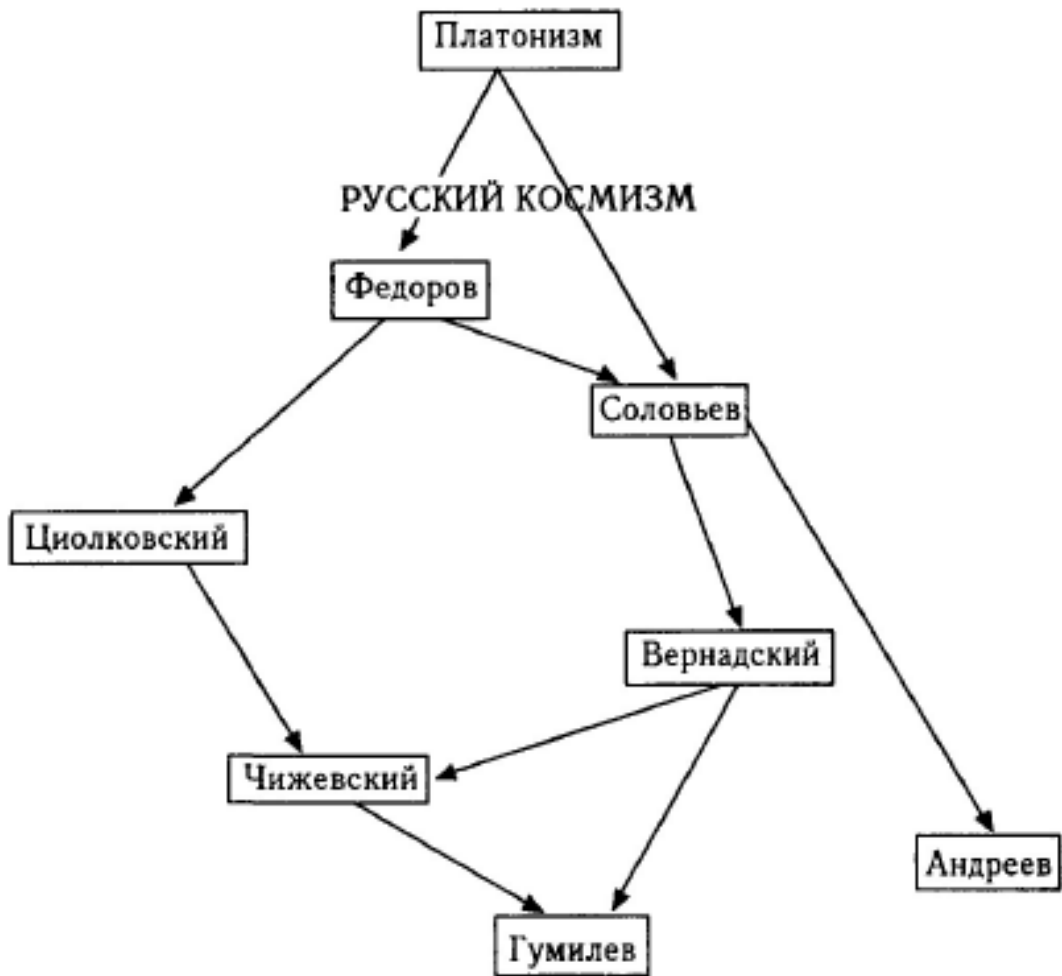 Платонизм
РУССКИЙ КОСМИЗМ
Федоров
Соловьев
Циолковский
Вернадский
Чижевский
Андреев
Гумилев